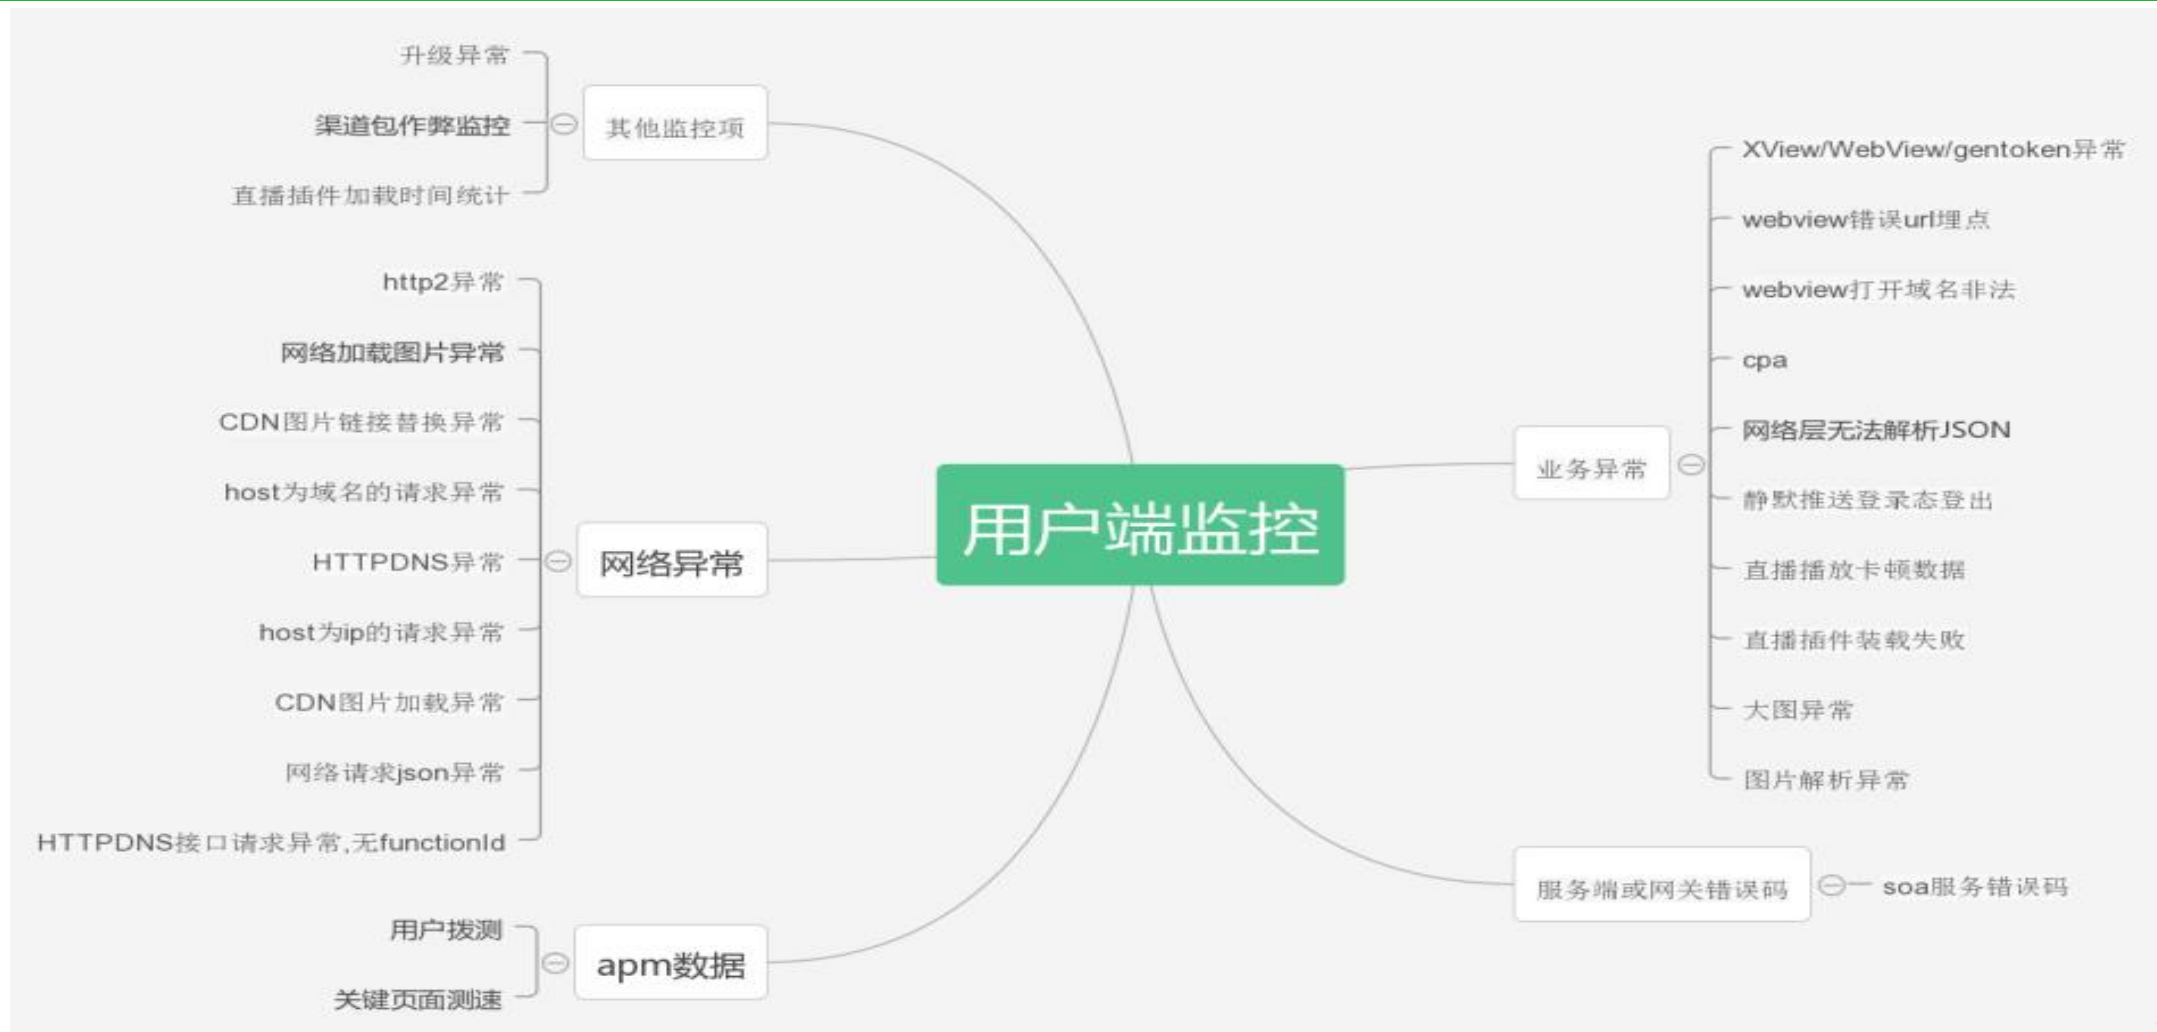 用户端监控
其他监控项
升级异常
渠道包作弊监控
直播插件加载时间统计
网络异常
http2异常
网络加载图片异常
CDN图片链接替换异常
host为域名的请求异常
HTTPDNS异常
host为ip的请求异常
CDN图片加载异常
网络请求json异常
HTTPDNS接口请求异常,无functionId
apm数据
用户拨测
关键页面测速
业务异常
XView/WebView/gentoken异常
webview错误url埋点
webview打开域名非法
cpa
网络层无法解析JSON
静默推送登录态登出
直播播放卡顿数据
直播插件装载失败
大图异常
图片解析异常
服务端或网关错误码
soa服务错误码